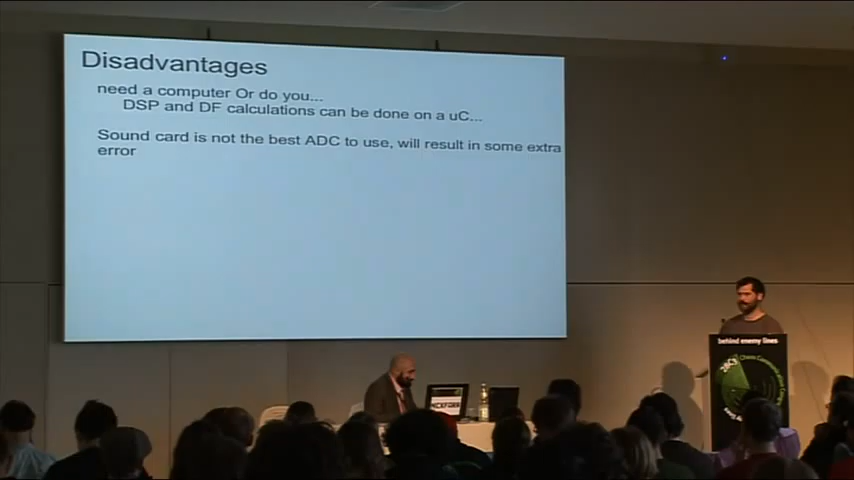 Disadvantages
need a computer Or do you...
DSP and DF calculations can be done on a uC...
Sound card is not the best ADC to use, will result in some extra
error
behind enemy lines